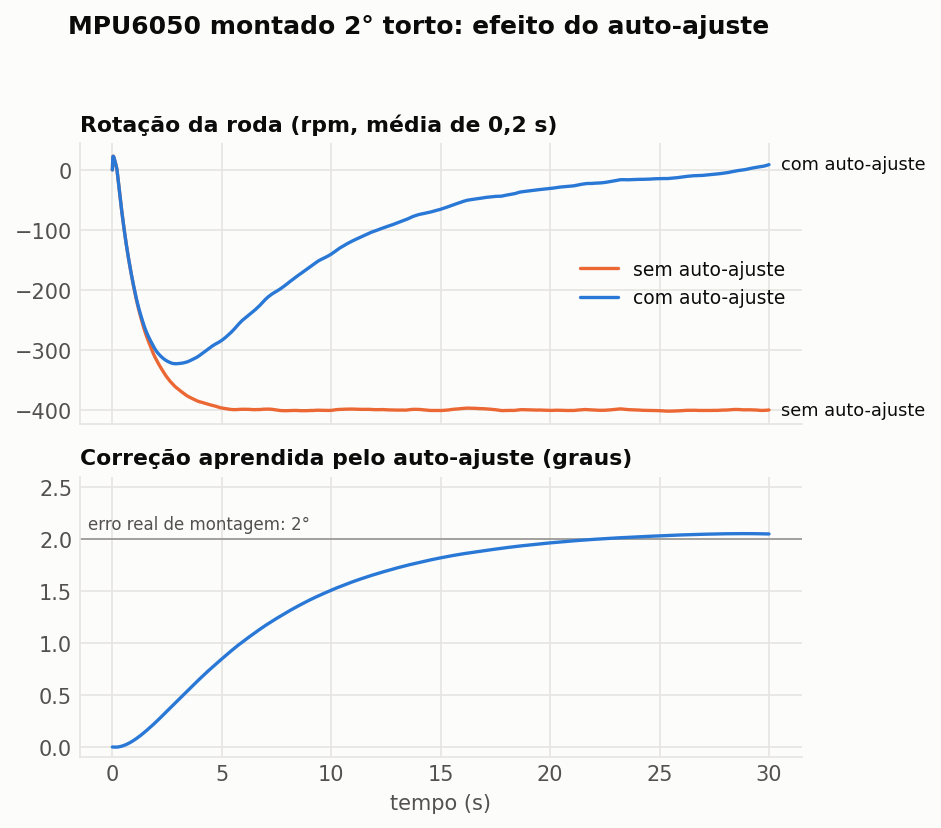 MPU6050 montado 2° torto: efeito do auto-ajuste
Rotação da roda (rpm, média de 0,2 s)
0
com auto-ajuste
−100
sem auto-ajuste
−200
com auto-ajuste
−300
−400
sem auto-ajuste
Correção aprendida pelo auto-ajuste (graus)
2.5
erro real de montagem: 2°
2.0
1.5
1.0
0.5
0.0
0 5 10 15 20 25 30
tempo (s)